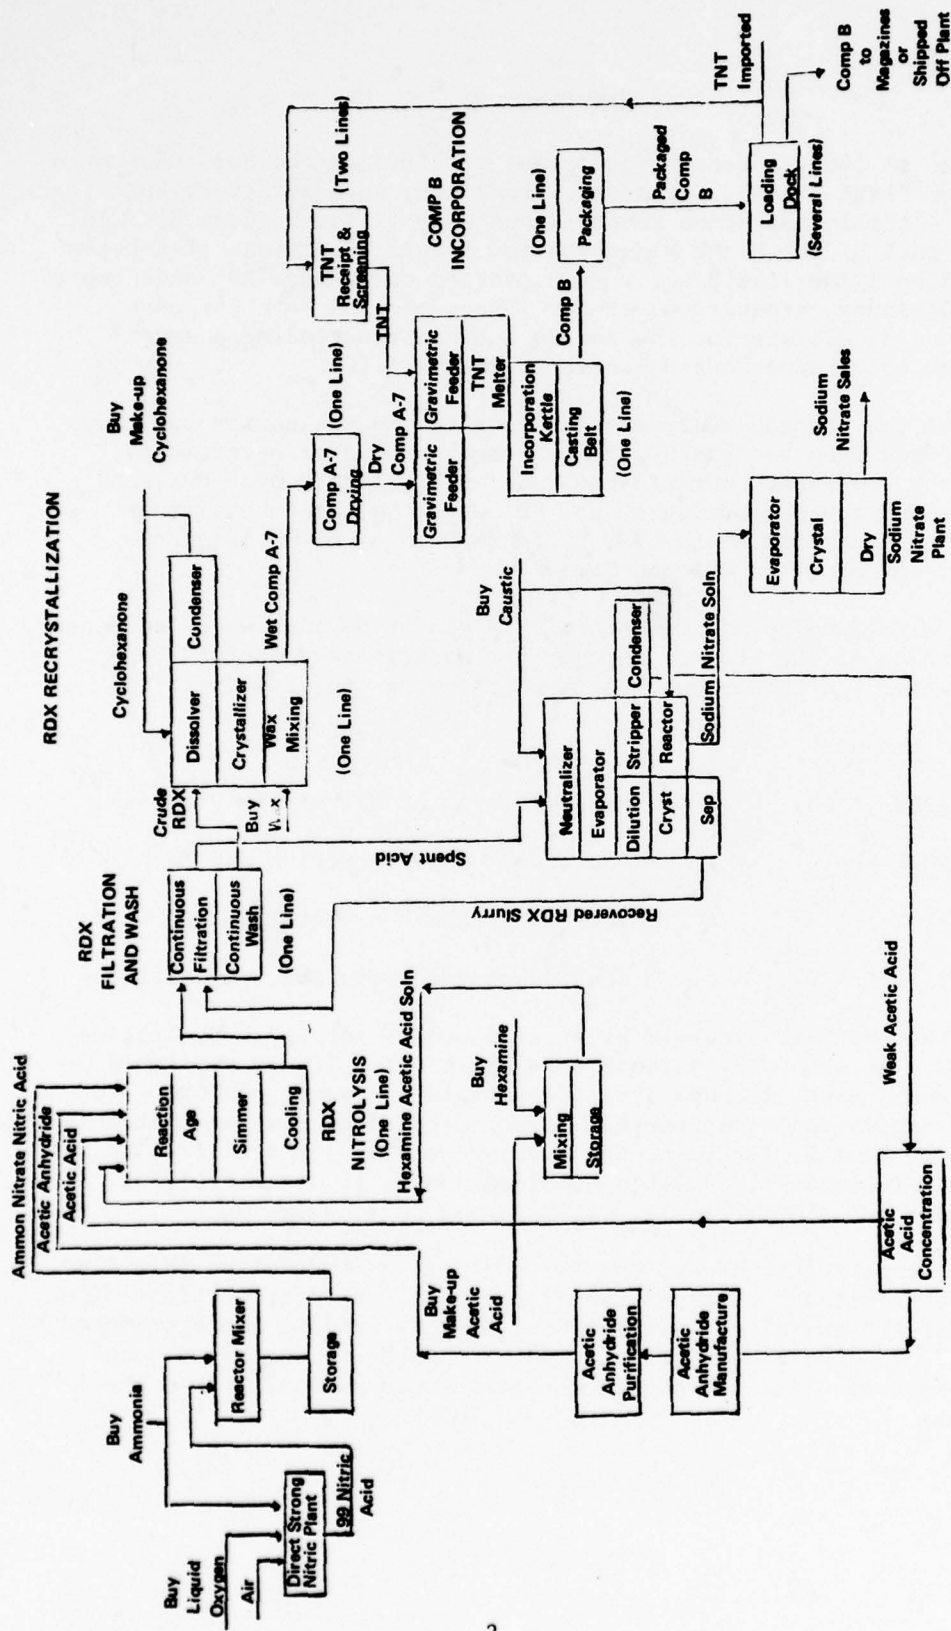 Buy
Liquid
Oxygen
Air
Buy
Ammonia
Direct Strong
Nitric Plant
99 Nitric
Acid
Reactor Mixer
Storage
Ammon Nitrate Nitric Acid
Acetic Anhydride
Acetic Acid
Reaction
Age
Simmer
Cooling
RDX
NITROLYSIS
(One Line)
Hexamine Acetic Acid Soln
Buy
Make-up
Acetic
Acid
Buy
Hexamine
Mixing
Storage
Acetic
Anhydride
Purification
Acetic
Anhydride
Manufacture
Acetic
Acid
Concentration
Weak Acetic Acid
RDX
FILTRATION
AND WASH
Continuous
Filtration
Continuous
Wash
(One Line)
Spent Acid
Recovered RDX Slurry
RDX RECRYSTALLIZATION
Crude
RDX
Buy
Cyclohexanone
Buy
Make-up
Cyclohexanone
Dissolver
Condenser
Crystallizer
Wax
Mixing
(One Line)
Wet Comp A-7
Comp A-7
Drying
(One Line)
Dry
Comp A-7
TNT
Receipt &
Screening
(Two Lines)
TNT
Gravimetric
Feeder
Gravimetric
Feeder
TNT
Melter
Incorporation
Kettle
Casting
Belt
(One Line)
COMP B
INCORPORATION
Comp B
(One Line)
Packaging
Packaged
Comp
B
Loading
Dock
(Several Lines)
TNT
Imported
Comp B
to
Magazines
or
Shipped
Off Plant
Buy
Caustic
Neutralizer
Evaporator
Dilution
Stripper
Condenser
Cryst
Reactor
Sep
Sodium Nitrate Soln
Evaporator
Crystal
Dry
Sodium
Nitrate
Plant
Sodium
Nitrate Sales
3